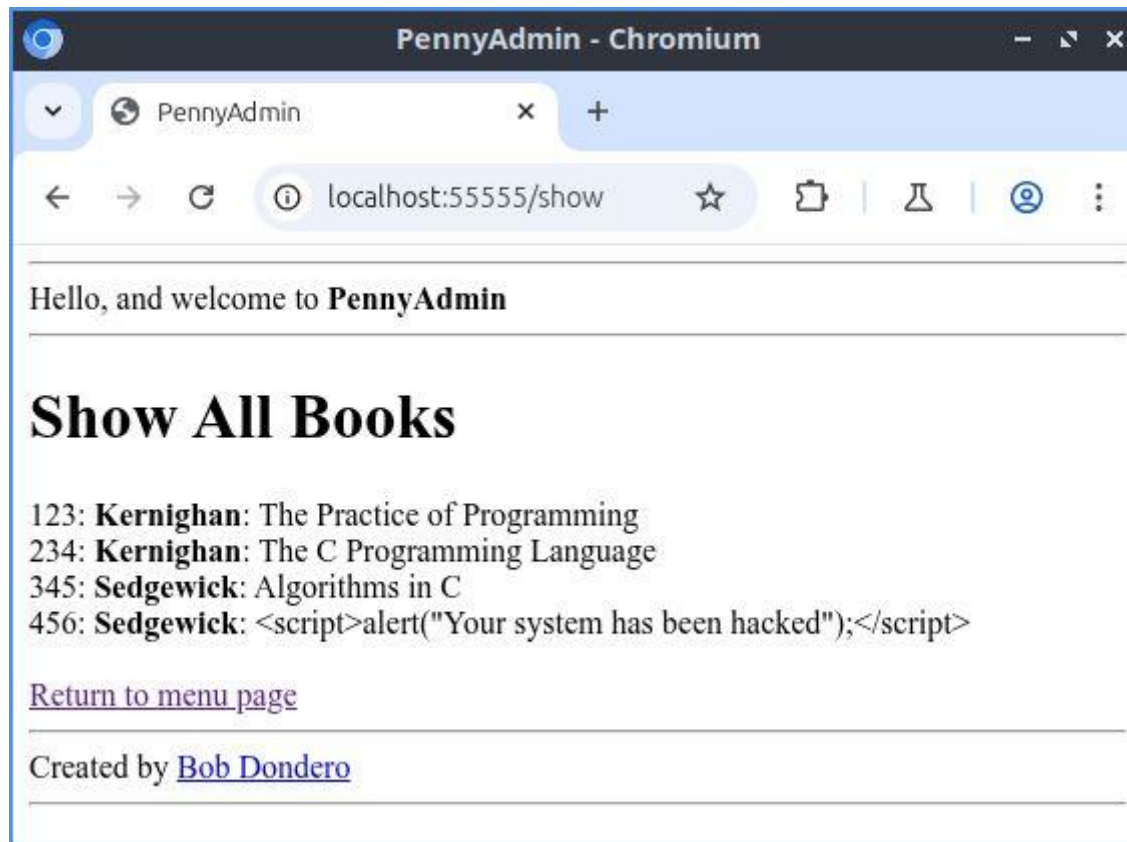 PennyAdmin - Chromium
PennyAdmin
localhost:55555/show
Hello, and welcome to PennyAdmin
Show All Books
123: Kernighan: The Practice of Programming
234: Kernighan: The C Programming Language
345: Sedgewick: Algorithms in C
456: Sedgewick: <script>alert("Your system has been hacked");</script>
Return to menu page
Created by Bob Dondero